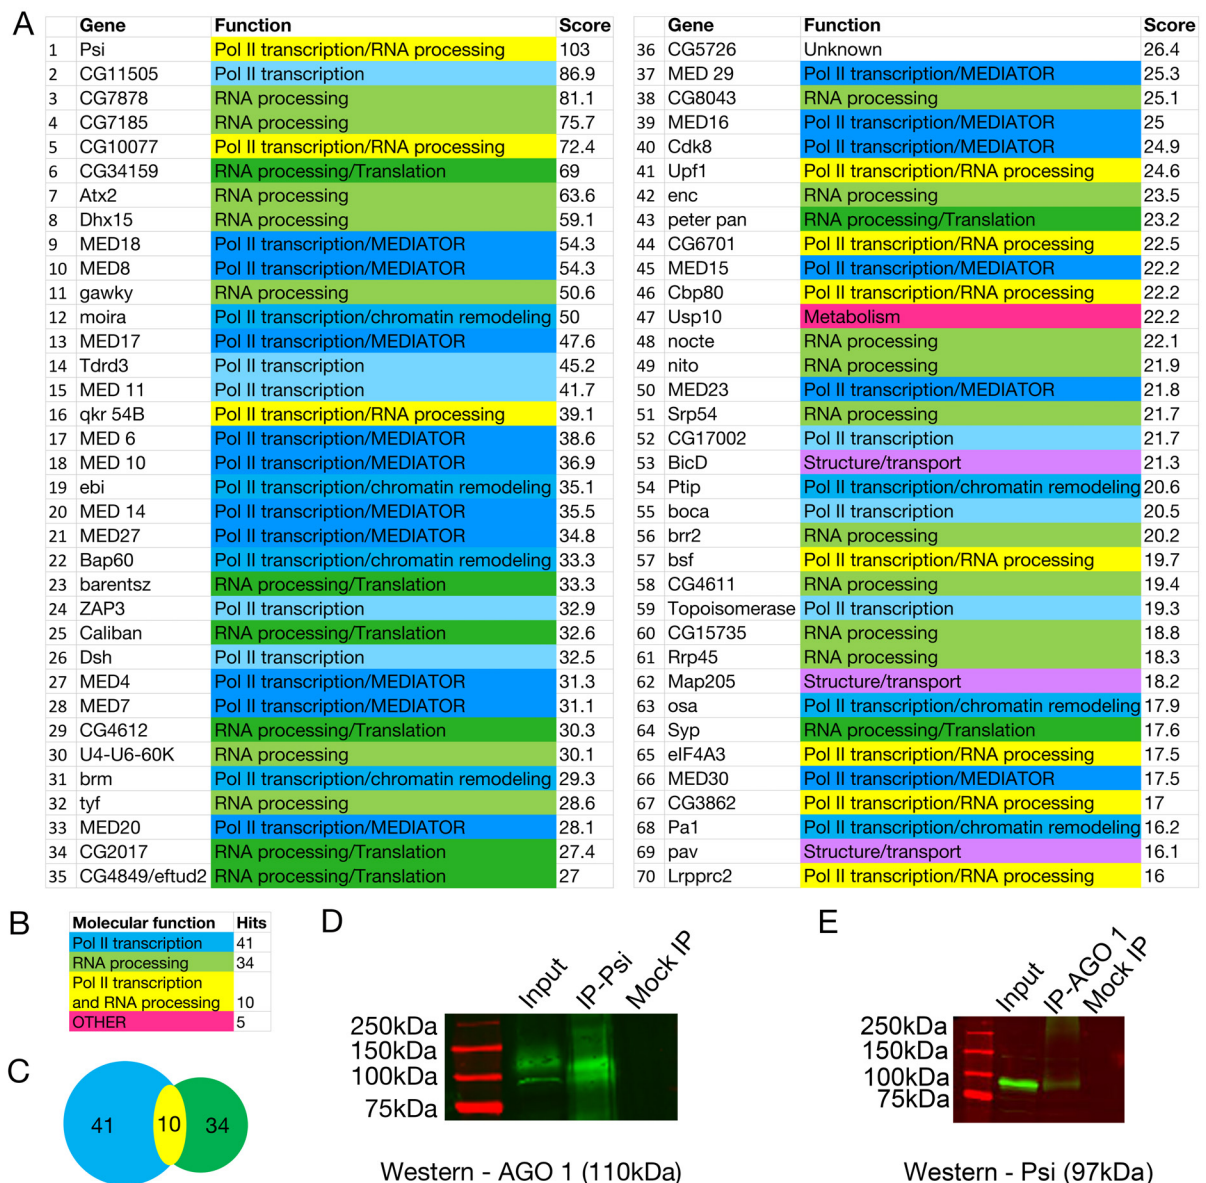 A
Gene Function Score
1 Psi Pol II transcription/RNA processing 103
2 CG11505 Pol II transcription 86.9
3 CG7878 RNA processing 81.1
4 CG7185 RNA processing 75.7
5 CG10077 Pol II transcription/RNA processing 72.4
6 CG34159 RNA processing/Translation 69
7 Atx2 RNA processing 63.6
8 Dhx15 RNA processing 59.1
9 MED18 Pol II transcription/MEDIATOR 54.3
10 MED8 Pol II transcription/MEDIATOR 54.3
11 gawky RNA processing 50.6
12 moira Pol II transcription/chromatin remodeling 50
13 MED17 Pol II transcription/MEDIATOR 47.6
14 Tdrd3 Pol II transcription 45.2
15 MED 11 Pol II transcription 41.7
16 qkr 54B Pol II transcription/RNA processing 39.1
17 MED 6 Pol II transcription/MEDIATOR 38.6
18 MED 10 Pol II transcription/MEDIATOR 36.9
19 ebi Pol II transcription/chromatin remodeling 35.1
20 MED 14 Pol II transcription/MEDIATOR 35.5
21 MED27 Pol II transcription/MEDIATOR 34.8
22 Bap60 Pol II transcription/chromatin remodeling 33.3
23 barentsz RNA processing/Translation 33.3
24 ZAP3 Pol II transcription 32.9
25 Caliban RNA processing/Translation 32.6
26 Dsh Pol II transcription 32.5
27 MED4 Pol II transcription/MEDIATOR 31.3
28 MED7 Pol II transcription/MEDIATOR 31.1
29 CG4612 RNA processing/Translation 30.3
30 U4-U6-60K RNA processing 30.1
31 brm Pol II transcription/chromatin remodeling 29.3
32 tyf RNA processing 28.6
33 MED20 Pol II transcription/MEDIATOR 28.1
34 CG2017 RNA processing/Translation 27.4
35 CG4849/eftud2 RNA processing/Translation 27
Gene Function Score
36 CG5726 Unknown 26.4
37 MED 29 Pol II transcription/MEDIATOR 25.3
38 CG8043 RNA processing 25.1
39 MED16 Pol II transcription/MEDIATOR 25
40 Cdk8 Pol II transcription/MEDIATOR 24.9
41 Upf1 Pol II transcription/RNA processing 24.6
42 enc RNA processing 23.5
43 peter pan RNA processing/Translation 23.2
44 CG6701 Pol II transcription/RNA processing 22.5
45 MED15 Pol II transcription/MEDIATOR 22.2
46 Cbp80 Pol II transcription/RNA processing 22.2
47 Usp10 Metabolism 22.2
48 nocte RNA processing 22.1
49 nito RNA processing 21.9
50 MED23 Pol II transcription/MEDIATOR 21.8
51 Srp54 RNA processing 21.7
52 CG17002 Pol II transcription 21.7
53 BicD Structure/transport 21.3
54 Ptip Pol II transcription/chromatin remodeling 20.6
55 boca Pol II transcription 20.5
56 brr2 RNA processing 20.2
57 bsf Pol II transcription/RNA processing 19.7
58 CG4611 RNA processing 19.4
59 Topoisomerase Pol II transcription 19.3
60 CG15735 RNA processing 18.8
61 Rrp45 RNA processing 18.3
62 Map205 Structure/transport 18.2
63 osa Pol II transcription/chromatin remodeling 17.9
64 Syp RNA processing/Translation 17.6
65 eIF4A3 Pol II transcription/RNA processing 17.5
66 MED30 Pol II transcription/MEDIATOR 17.5
67 CG3862 Pol II transcription/RNA processing 17
68 Pa1 Pol II transcription/chromatin remodeling 16.2
69 pav Structure/transport 16.1
70 Lrpprc2 Pol II transcription/RNA processing 16
B
Molecular function Hits
Pol II transcription 41
RNA processing 34
Pol II transcription
and RNA processing 10
OTHER 5
C
41 10 34
D
Input IP-Psi Mock IP
250kDa
150kDa
100kDa
75kDa
Western - AGO 1 (110kDa)
E
Input IP-AGO 1 Mock IP
250kDa
150kDa
100kDa
75kDa
Western - Psi (97kDa)